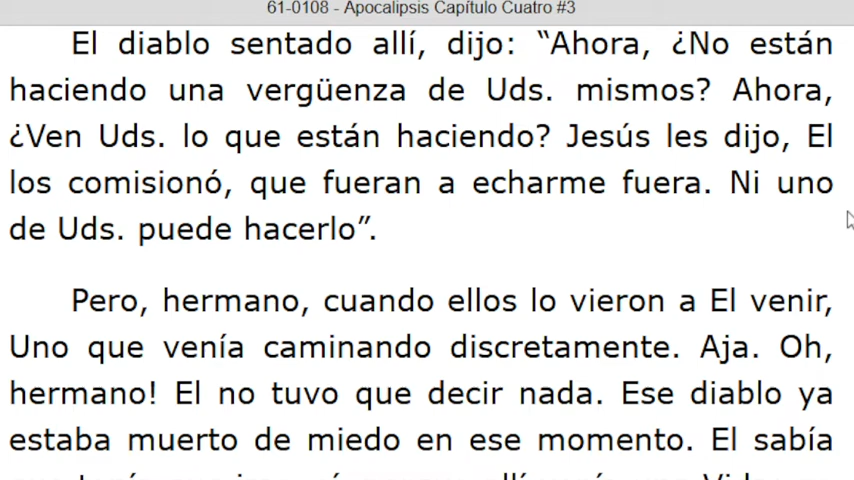 61-0108 - Apocalipsis Capítulo Cuatro #3
El diablo sentado allí, dijo: “Ahora, ¿No están
haciendo una vergüenza de Uds. mismos? Ahora,
¿Ven Uds. lo que están haciendo? Jesús les dijo, El
los comisionó, que fueran a echarme fuera. Ni uno
de Uds. puede hacerlo”.
Pero, hermano, cuando ellos lo vieron a El venir,
Uno que venía caminando discretamente. Aja. Oh,
hermano! El no tuvo que decir nada. Ese diablo ya
estaba muerto de miedo en ese momento. El sabía